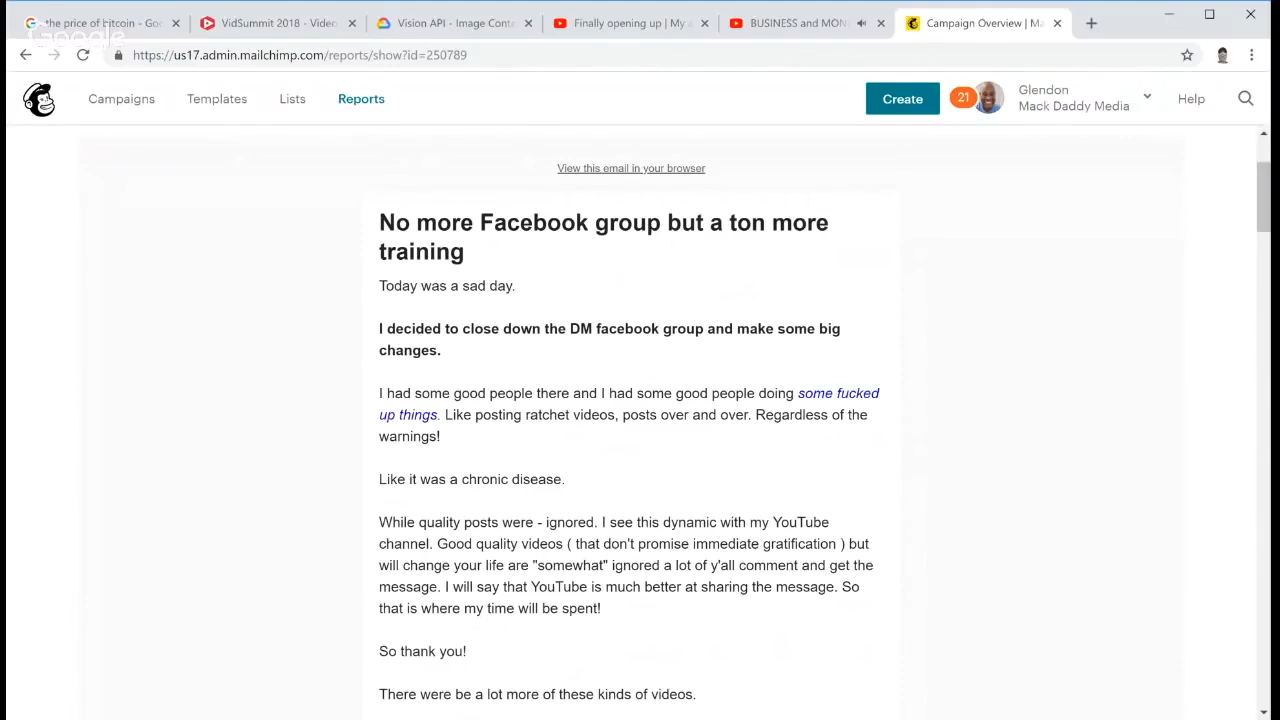 the price of bitcoin - Goo
VidSummit 2018 - Video
Vision API - Image Conte
Finally opening up | My a
BUSINESS and MON
Campaign Overview | Ma
Google
https://us17.admin.mailchimp.com/reports/show?id=250789
Campaigns
Templates
Lists
Reports
Create
21
Glendon
Mack Daddy Media
Help
View this email in your browser
No more Facebook group but a ton more
training
Today was a sad day.
I decided to close down the DM facebook group and make some big
changes.
I had some good people there and I had some good people doing some fucked
up things. Like posting ratchet videos, posts over and over. Regardless of the
warnings!
Like it was a chronic disease.
While quality posts were - ignored. I see this dynamic with my YouTube
channel. Good quality videos ( that don't promise immediate gratification ) but
will change your life are "somewhat" ignored a lot of y'all comment and get the
message. I will say that YouTube is much better at sharing the message. So
that is where my time will be spent!
So thank you!
There were be a lot more of these kinds of videos.